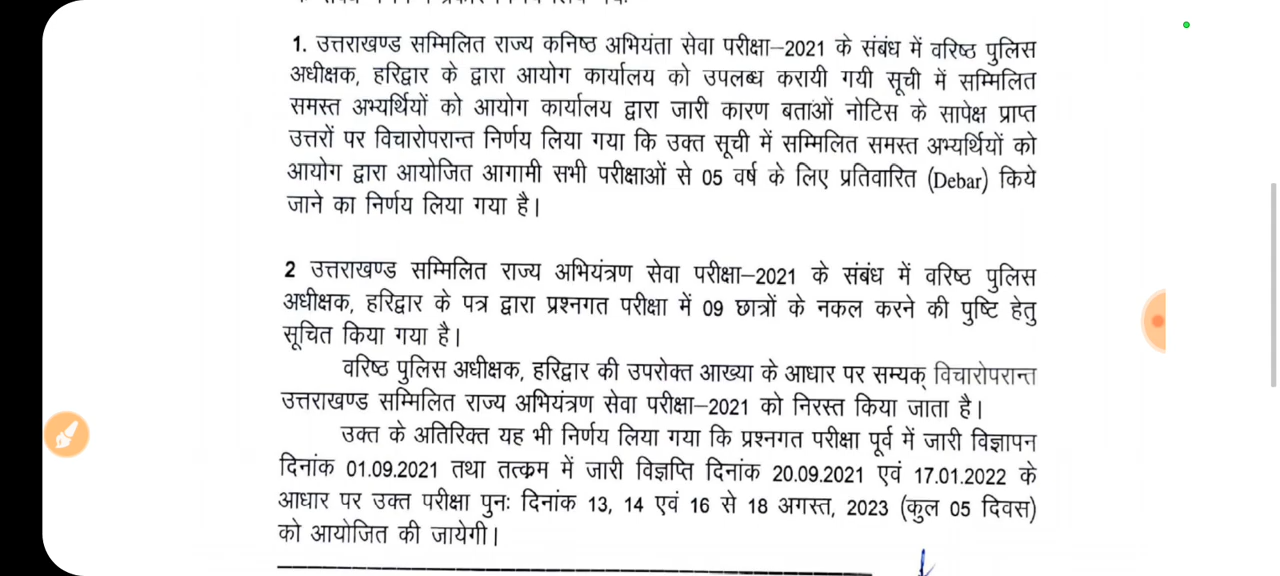 1. उत्तराखण्ड सम्मिलित राज्य कनिष्ठ अभियंता सेवा परीक्षा–2021 के संबंध में वरिष्ठ पुलिस
अधीक्षक, हरिद्वार के द्वारा आयोग कार्यालय को उपलब्ध करायी गयी सूची में सम्मिलित
समस्त अभ्यर्थियों को आयोग कार्यालय द्वारा जारी कारण बताओं नोटिस के सापेक्ष प्राप्त
उत्तरों पर विचारोपरान्त निर्णय लिया गया कि उक्त सूची में सम्मिलित समस्त अभ्यर्थियों को
आयोग द्वारा आयोजित आगामी सभी परीक्षाओं से 05 वर्ष के लिए प्रतिवारित (Debar) किये
जाने का निर्णय लिया गया है।
2 उत्तराखण्ड सम्मिलित राज्य अभियंत्रण सेवा परीक्षा–2021 के संबंध में वरिष्ठ पुलिस
अधीक्षक, हरिद्वार के पत्र द्वारा प्रश्नगत परीक्षा में 09 छात्रों के नकल करने की पुष्टि हेतु
सूचित किया गया है।
वरिष्ठ पुलिस अधीक्षक, हरिद्वार की उपरोक्त आख्या के आधार पर सम्यक् विचारोपरान्त
उत्तराखण्ड सम्मिलित राज्य अभियंत्रण सेवा परीक्षा–2021 को निरस्त किया जाता है।
उक्त के अतिरिक्त यह भी निर्णय लिया गया कि प्रश्नगत परीक्षा पूर्व में जारी विज्ञापन
दिनांक 01.09.2021 तथा तत्क्रम में जारी विज्ञप्ति दिनांक 20.09.2021 एवं 17.01.2022 के
आधार पर उक्त परीक्षा पुनः दिनांक 13, 14 एवं 16 से 18 अगस्त, 2023 (कुल 05 दिवस)
को आयोजित की जायेगी।